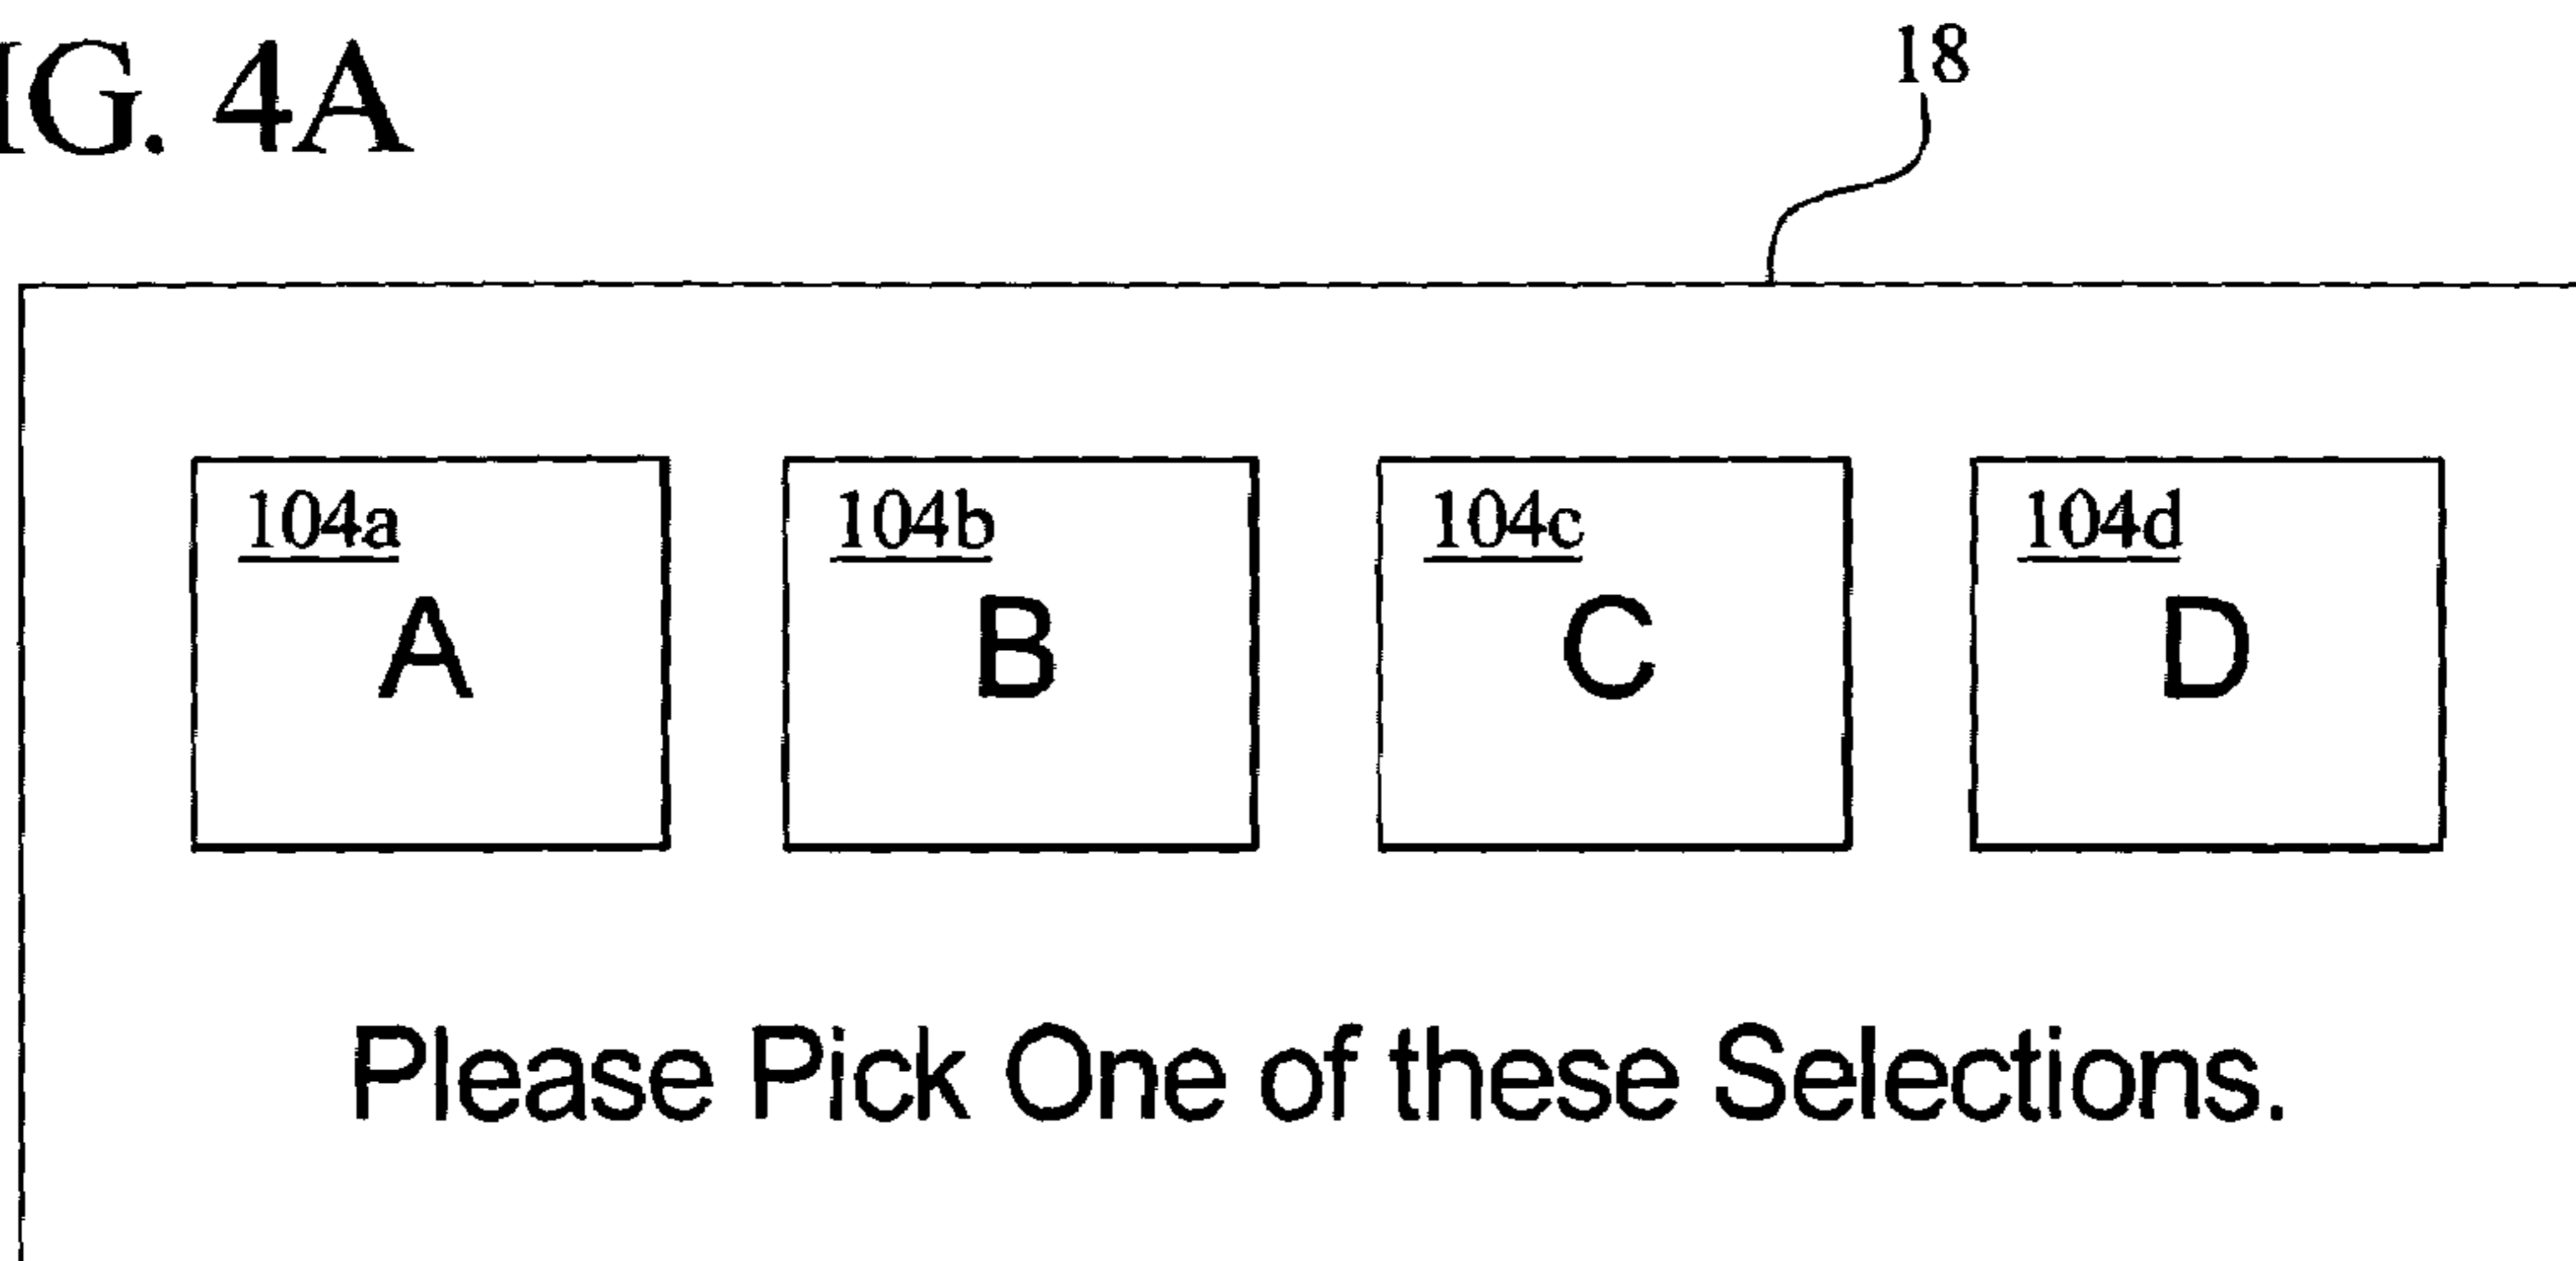 IG. 4A
18
104a 104b 104c 104d
A B C D
Please Pick One of these Selections.